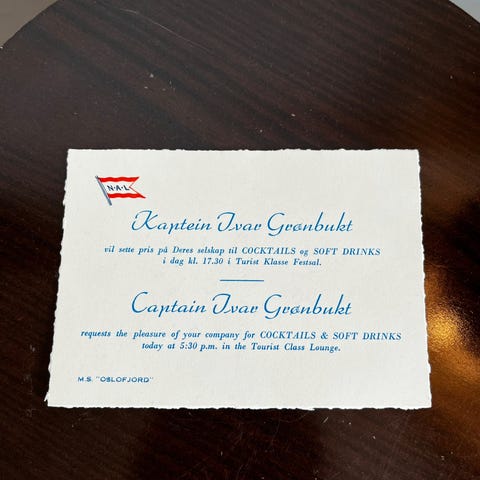 N·A·L
Kaptein Ivar Grønbukt
vil sette pris på Deres selskap til COCKTAILS og SOFT DRINKS
i dag kl. 17.30 i Turist Klasse Festsal.
Captain Ivar Grønbukt
requests the pleasure of your company for COCKTAILS & SOFT DRINKS
today at 5:30 p.m. in the Tourist Class Lounge.
M.S. "OSLOFJORD"